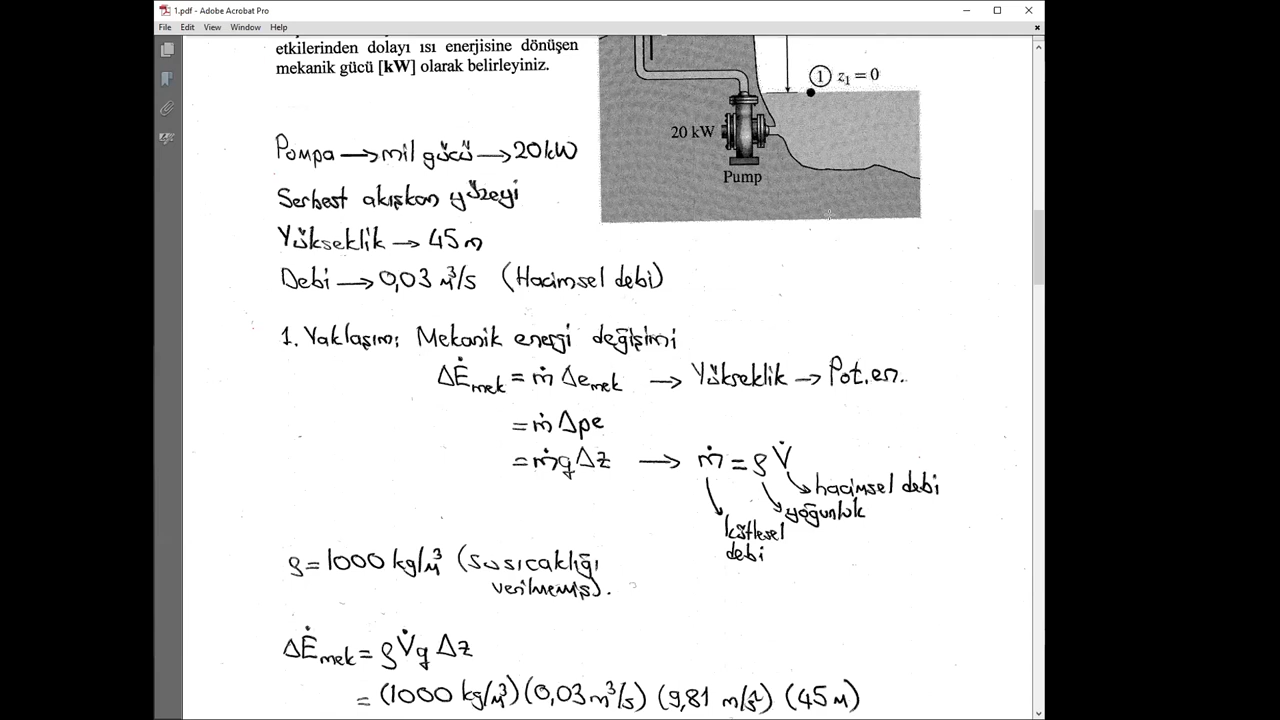 1.pdf - Adobe Acrobat Pro
File Edit View Window Help
etkilerinden dolayı ısı enerjisine dönüşen
mekanik gücü [kW] olarak belirleyiniz.
1 z₁ = 0
20 kW
Pump
Pompa → mil gücü → 20 kW
Serbest akışkan yüzeyi
Yükseklik → 45 m
Debi → 0,03 m³/s (Hacimsel debi)
1. Yaklaşım; Mekanik energi değişimi
ΔĖmek = ṁ Δemek → Yükseklik → Pot.en.
= ṁ Δpe
= ṁgΔz → ṁ = ρ V̇
hacimsel debi
yoğunluk
kütlesel
debi
ρ = 1000 kg/m³ (su sıcaklığı
verilmemiş).
ΔĖmek = ρ V̇ g Δz
= (1000 kg/m³) (0,03 m³/s) (9,81 m/s²) (45 m)